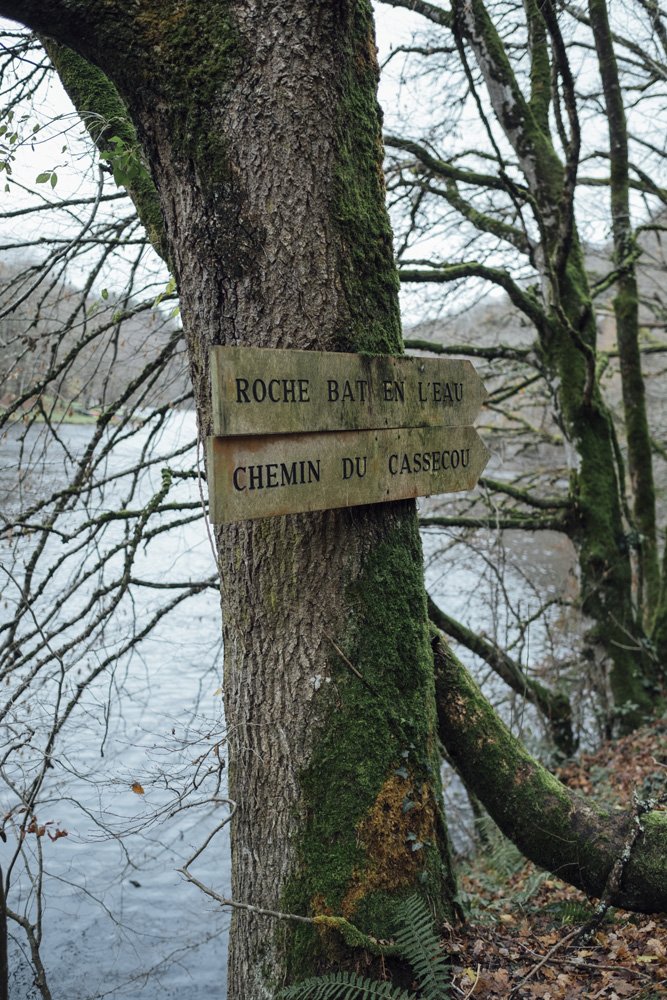 ROCHE BAT EN L'EAU
CHEMIN DU CASSECOU